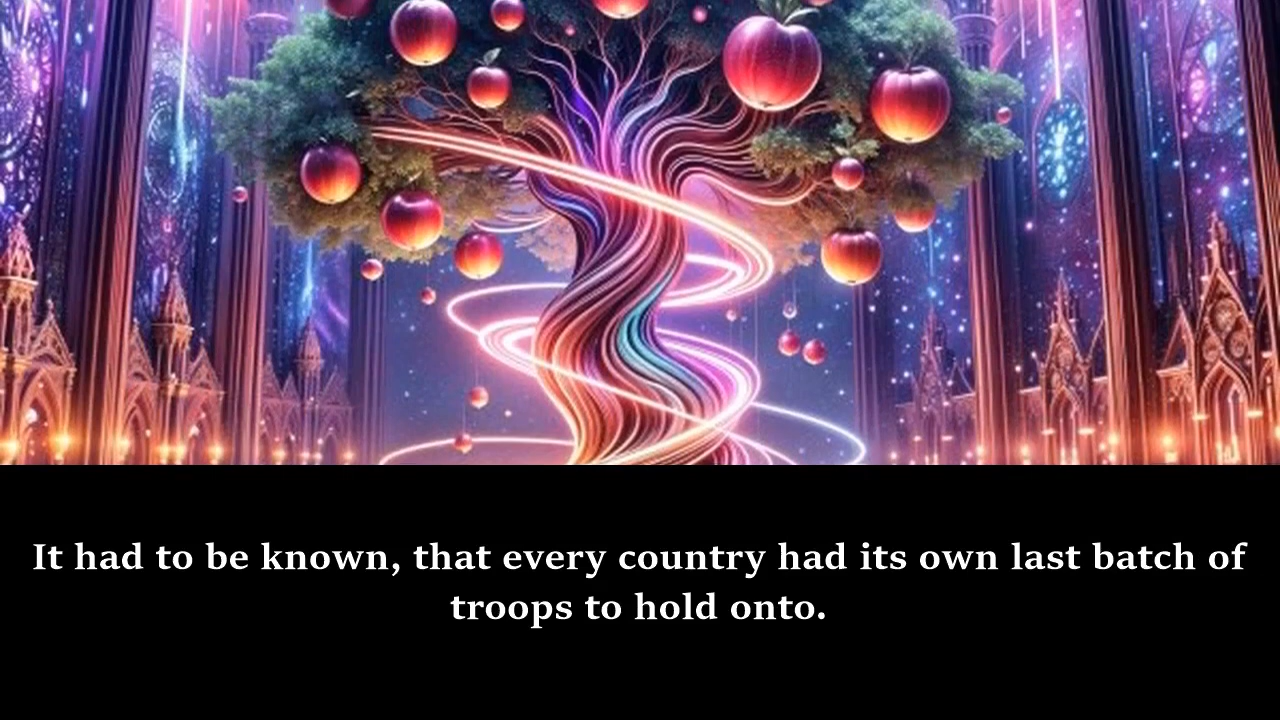 It had to be known, that every country had its own last batch of
troops to hold onto.